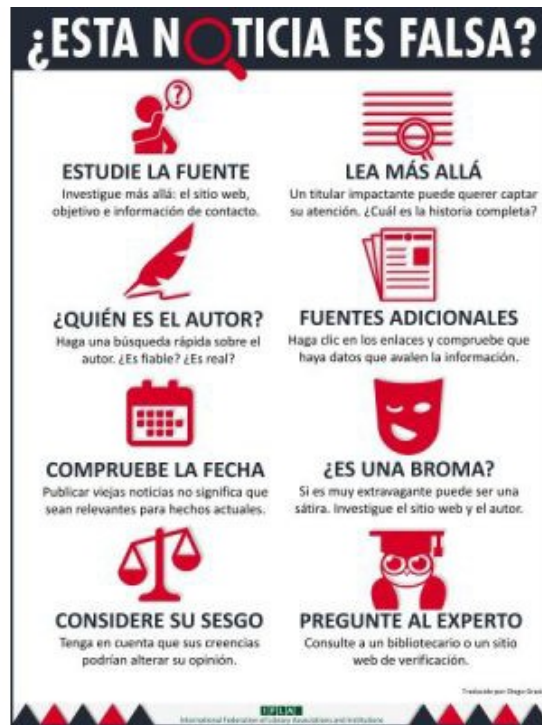 ¿ESTA NOTICIA ES FALSA?
?
ESTUDIE LA FUENTE
Investigue más allá: el sitio web,
objetivo e información de contacto.
LEA MÁS ALLÁ
Un titular impactante puede querer captar
su atención. ¿Cuál es la historia completa?
¿QUIÉN ES EL AUTOR?
Haga una búsqueda rápida sobre el
autor. ¿Es fiable? ¿Es real?
FUENTES ADICIONALES
Haga clic en los enlaces y compruebe que
haya datos que avalen la información.
COMPRUEBE LA FECHA
Publicar viejas noticias no significa que
sean relevantes para hechos actuales.
¿ES UNA BROMA?
Si es muy extravagante puede ser una
sátira. Investigue el sitio web y el autor.
CONSIDERE SU SESGO
Tenga en cuenta que sus creencias
podrían alterar su opinión.
PREGUNTE AL EXPERTO
Consulte a un bibliotecario o un sitio
web de verificación.
Traducido por Diego
IFLA
International Federation of Library Associations and Institutions